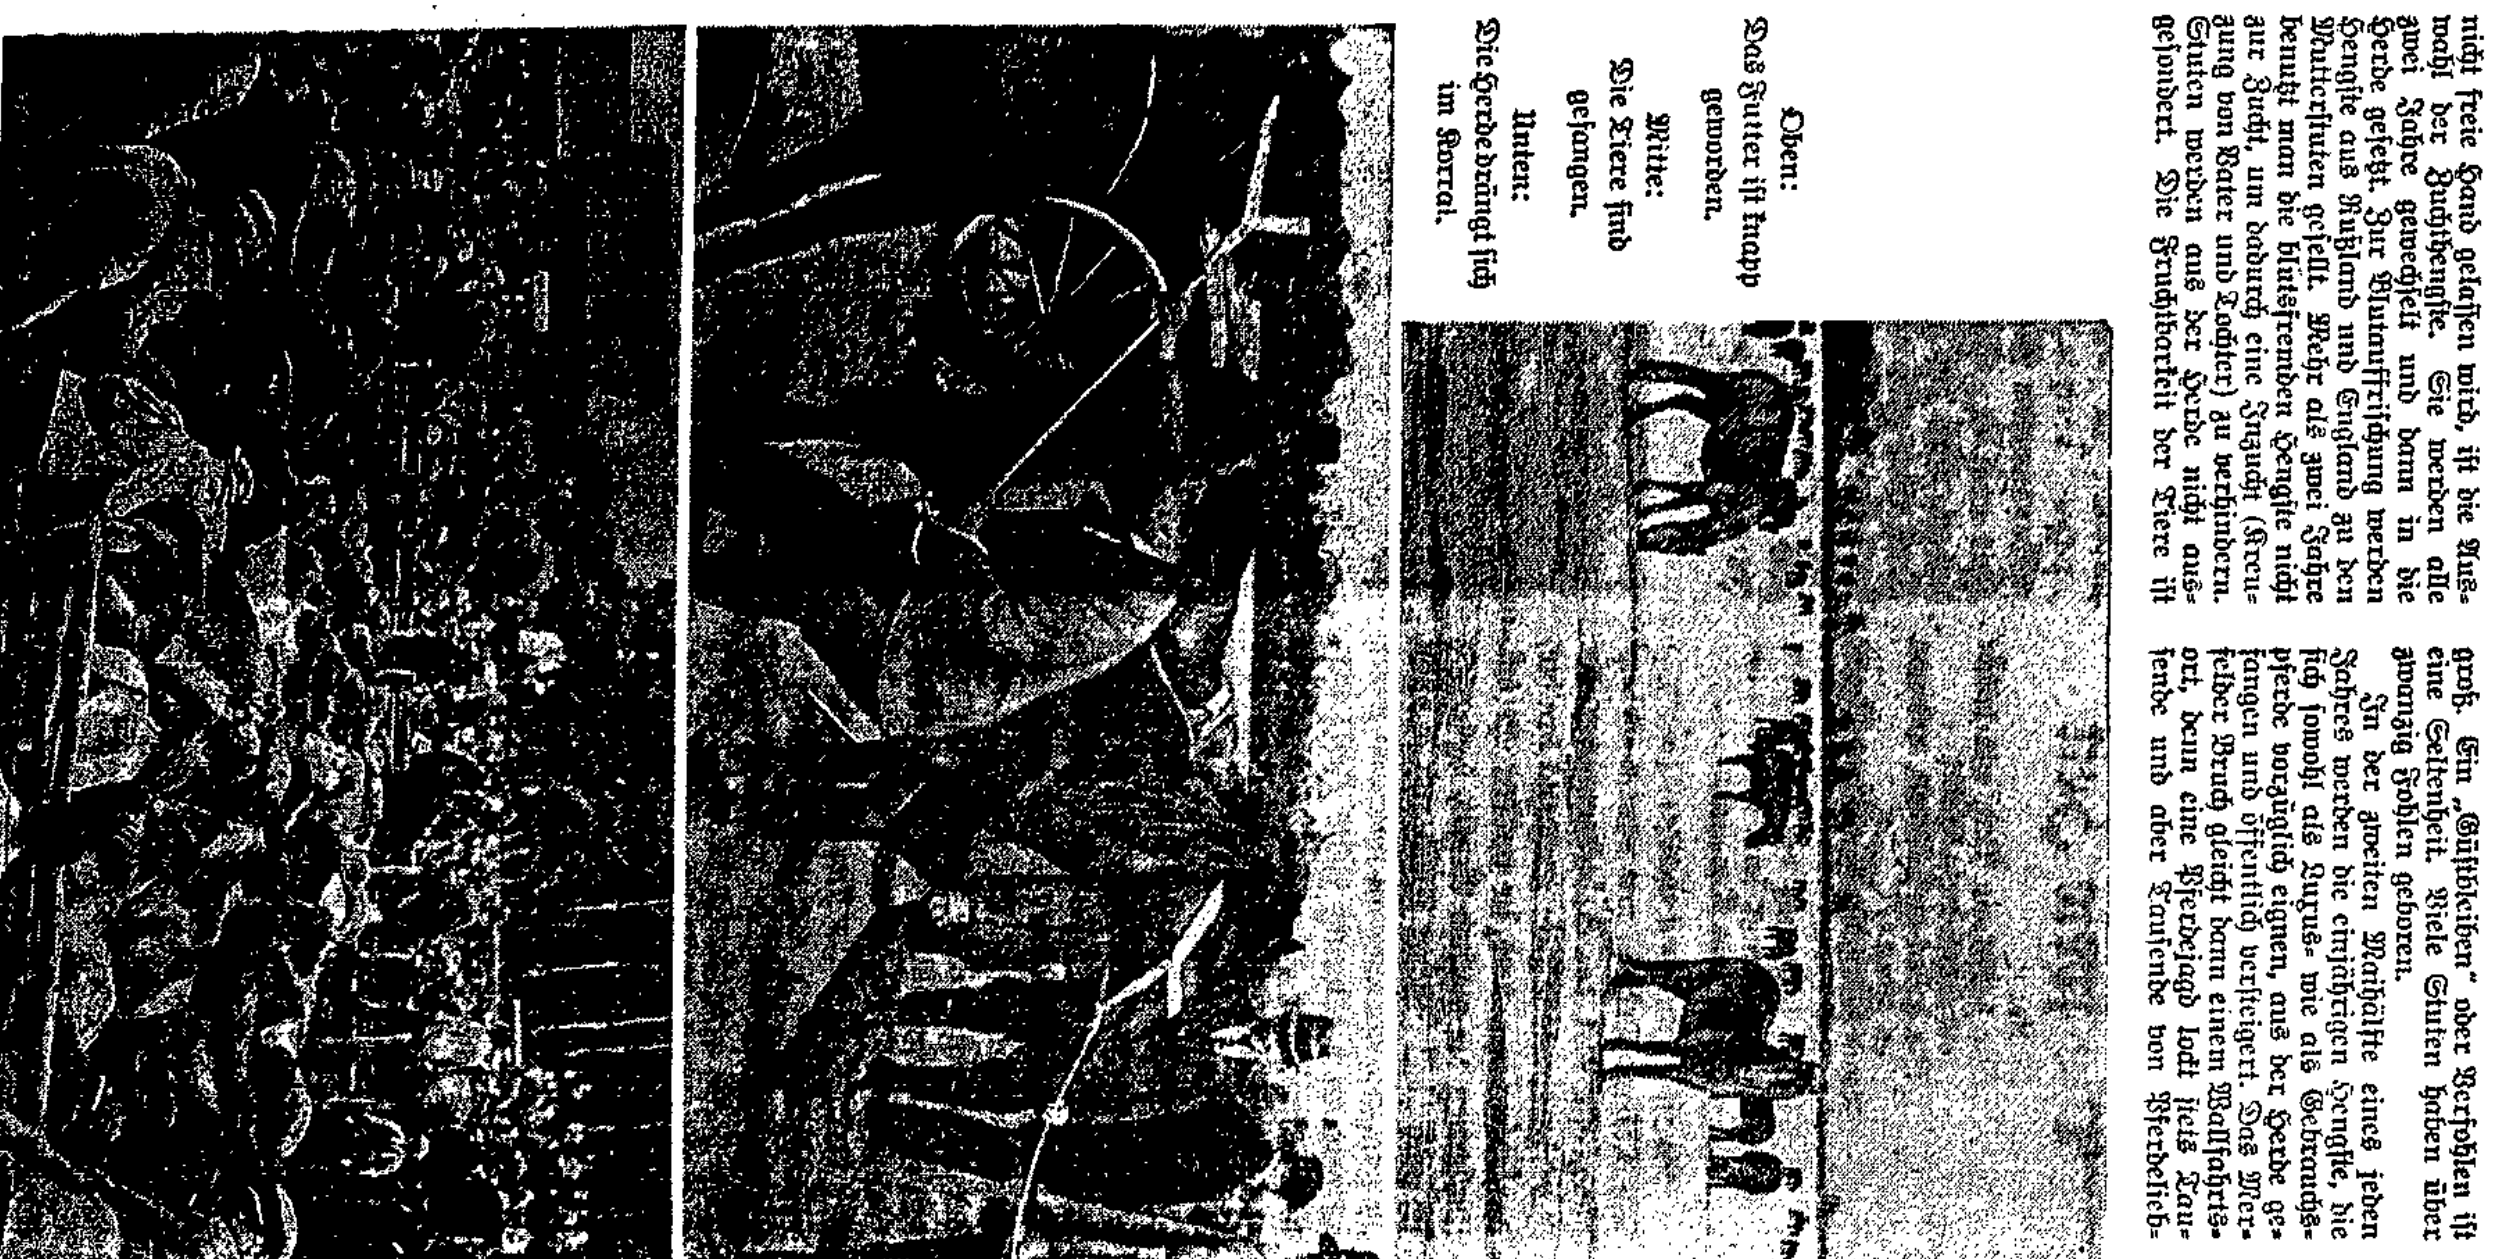 nicht freie Hand gelassen wird, ist die Aus-
wahl der Zuchthengste. Sie werden alle
zwei Jahre gewechselt und dann in die
Herde gesetzt. Zur Blutauffrischung werden
Hengste aus Rußland und England zu den
Mutterstuten gesellt. Mehr als zwei Jahre
benutzt man die blutsfremden Hengste nicht
zur Zucht, um dadurch eine Inzucht (Kreu-
zung von Vater und Tochter) zu verhindern.
Stuten werden aus der Herde nicht aus-
gesondert. Die Fruchtbarkeit der Tiere ist
groß. Ein „Güstbleiben“ oder Verfohlen ist
eine Seltenheit. Viele Stuten haben über
zwanzig Fohlen geboren.
In der zweiten Maihälfte eines jeden
Jahres werden die einjährigen Hengste, die
sich sowohl als Luxus- wie als Gebrauchs-
pferde vorzüglich eignen, aus der Herde ge-
fangen und öffentlich versteigert. Das Mer-
felder Bruch gleicht dann einem Wallfahrts-
ort, denn eine Pferdejagd lockt stets Tau-
sende und aber Tausende von Pferdelieb-
Oben:
Das Futter ist knapp
geworden.
Mitte:
Die Tiere sind
gefangen.
Unten:
Die Herde drängt sich
im Korral.